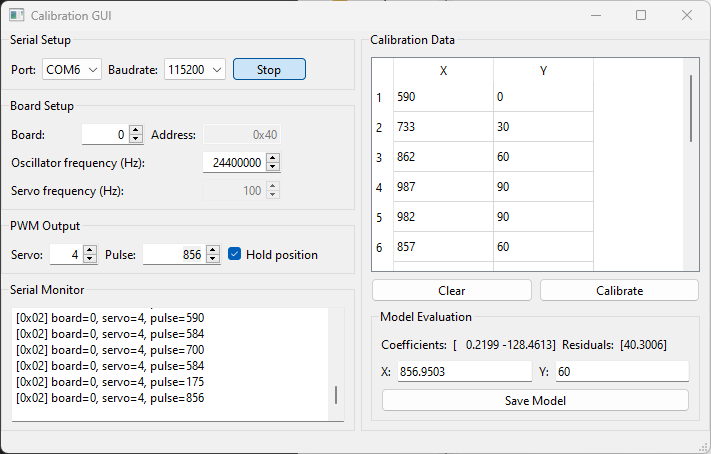 Calibration GUI
Serial Setup
Port: COM6 Baudrate: 115200 Stop
Board Setup
Board: 0 Address: 0x40
Oscillator frequency (Hz): 24400000
Servo frequency (Hz): 100
PWM Output
Servo: 4 Pulse: 856 Hold position
Serial Monitor
[0x02] board=0, servo=4, pulse=590
[0x02] board=0, servo=4, pulse=584
[0x02] board=0, servo=4, pulse=700
[0x02] board=0, servo=4, pulse=584
[0x02] board=0, servo=4, pulse=175
[0x02] board=0, servo=4, pulse=856
Calibration Data
X Y
1 590 0
2 733 30
3 862 60
4 987 90
5 982 90
6 857 60
Clear Calibrate
Model Evaluation
Coefficients: [ 0.2199 -128.4613] Residuals: [40.3006]
X: 856.9503 Y: 60
Save Model